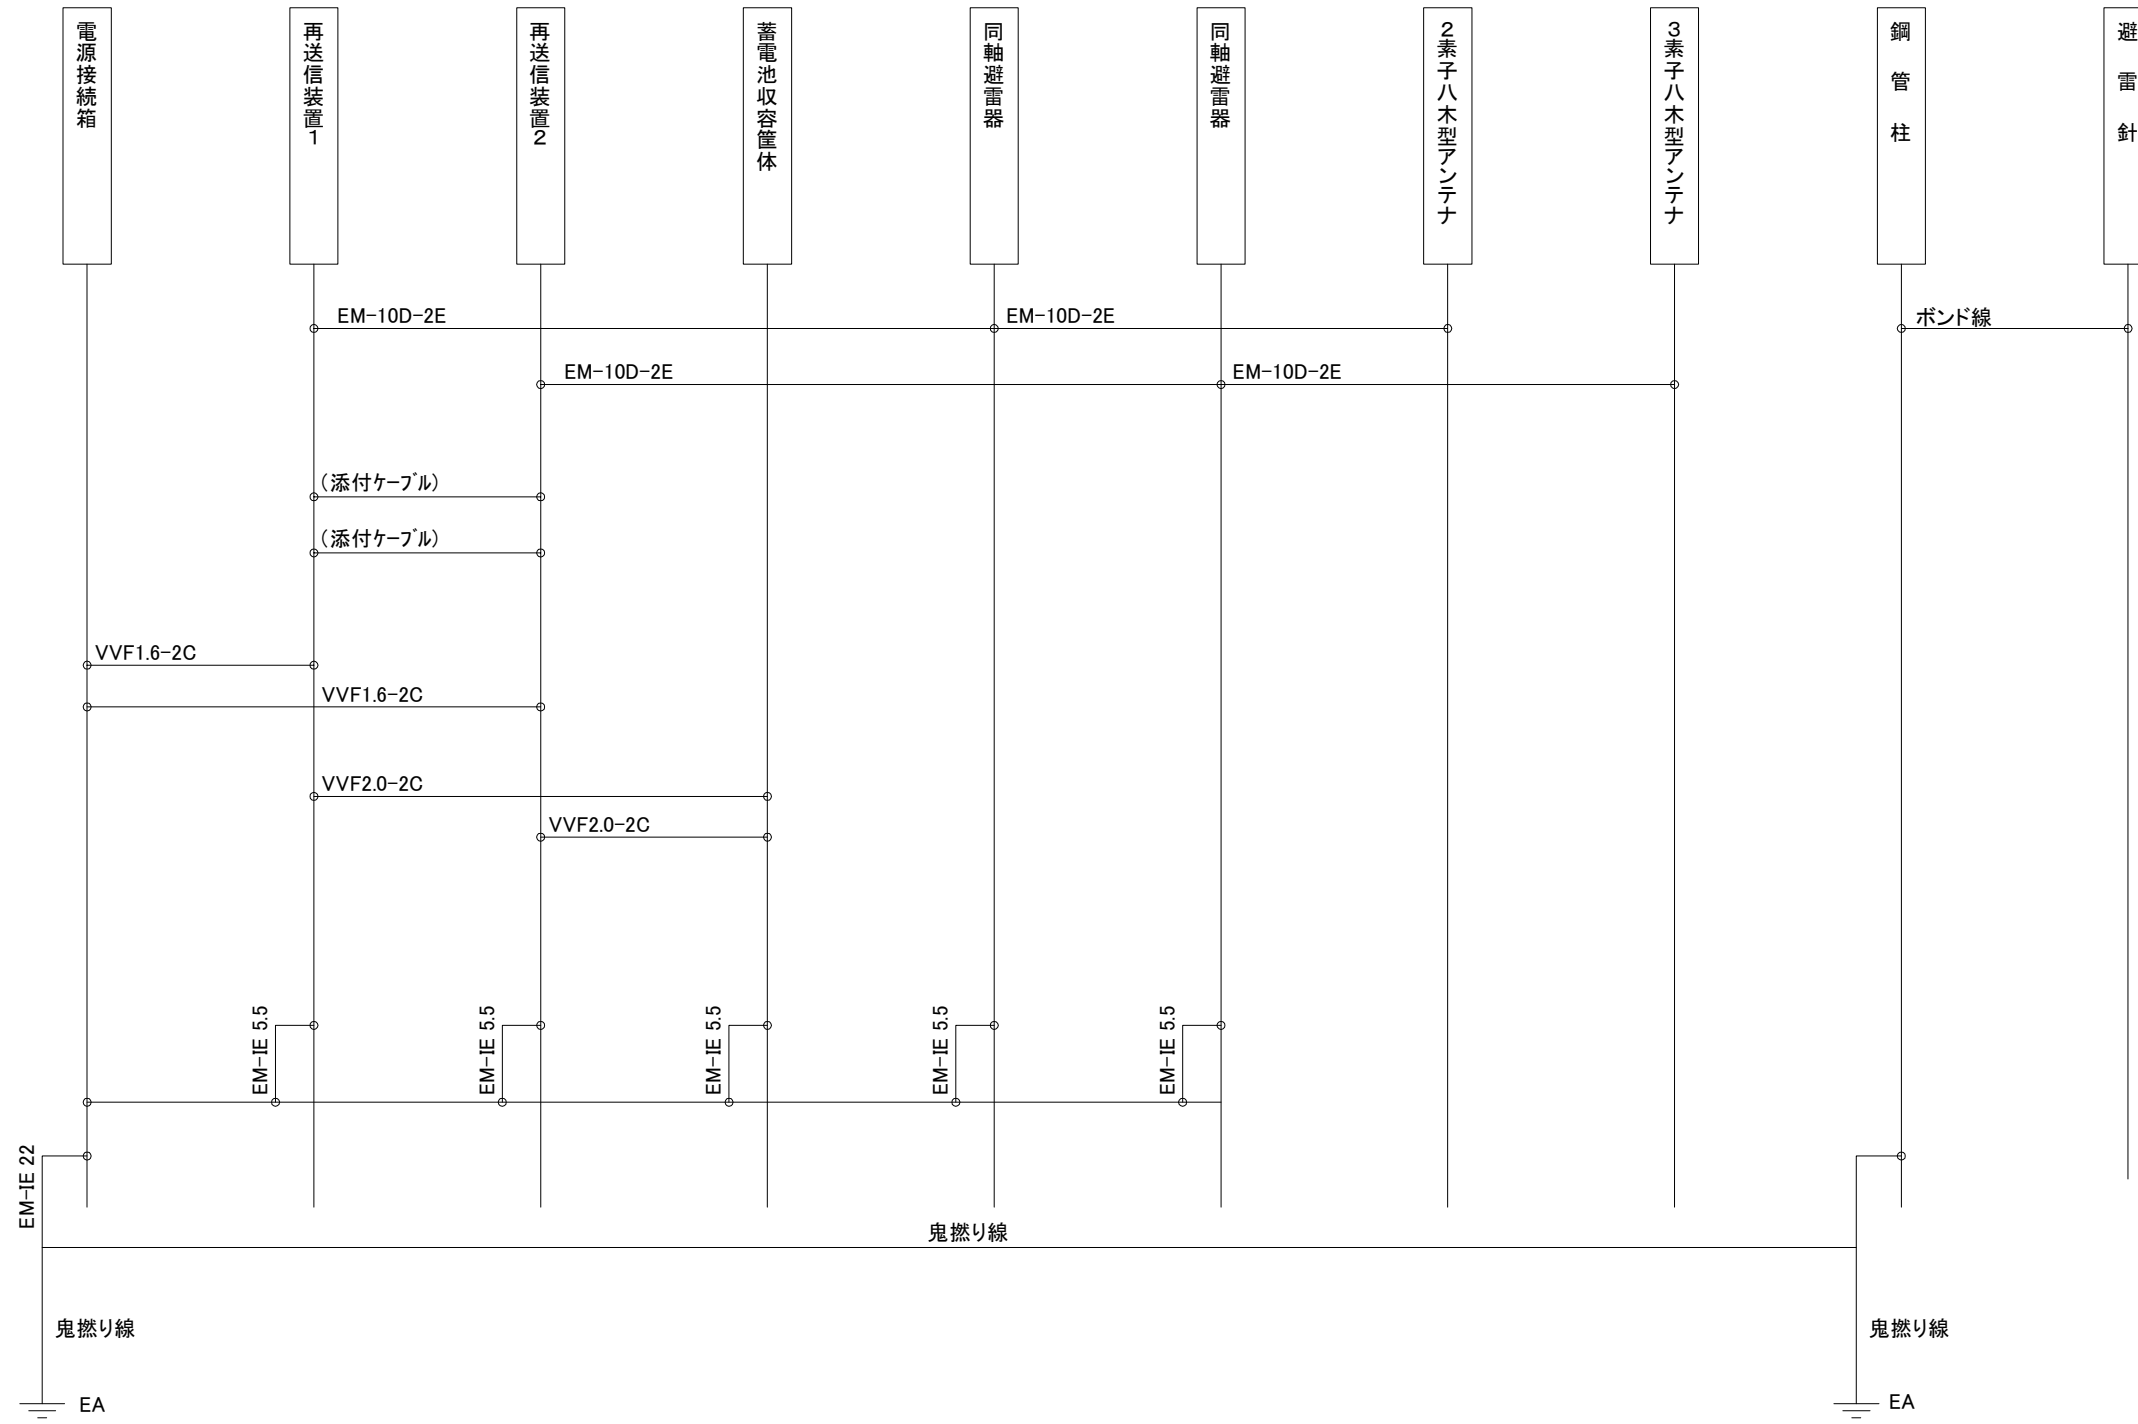 電源接続箱
再送信装置1
再送信装置2
蓄電池収容筐体
同軸避雷器
同軸避雷器
2素子八木型アンテナ
3素子八木型アンテナ
鋼管柱
避雷針
EM-10D-2E
EM-10D-2E
ボンド線
EM-10D-2E
EM-10D-2E
(添付ｹｰﾌﾞﾙ)
(添付ｹｰﾌﾞﾙ)
VVF1.6-2C
VVF1.6-2C
VVF2.0-2C
VVF2.0-2C
EM-IE 5.5
EM-IE 5.5
EM-IE 5.5
EM-IE 5.5
EM-IE 5.5
EM-IE 22
鬼撚り線
鬼撚り線
鬼撚り線
EA
EA